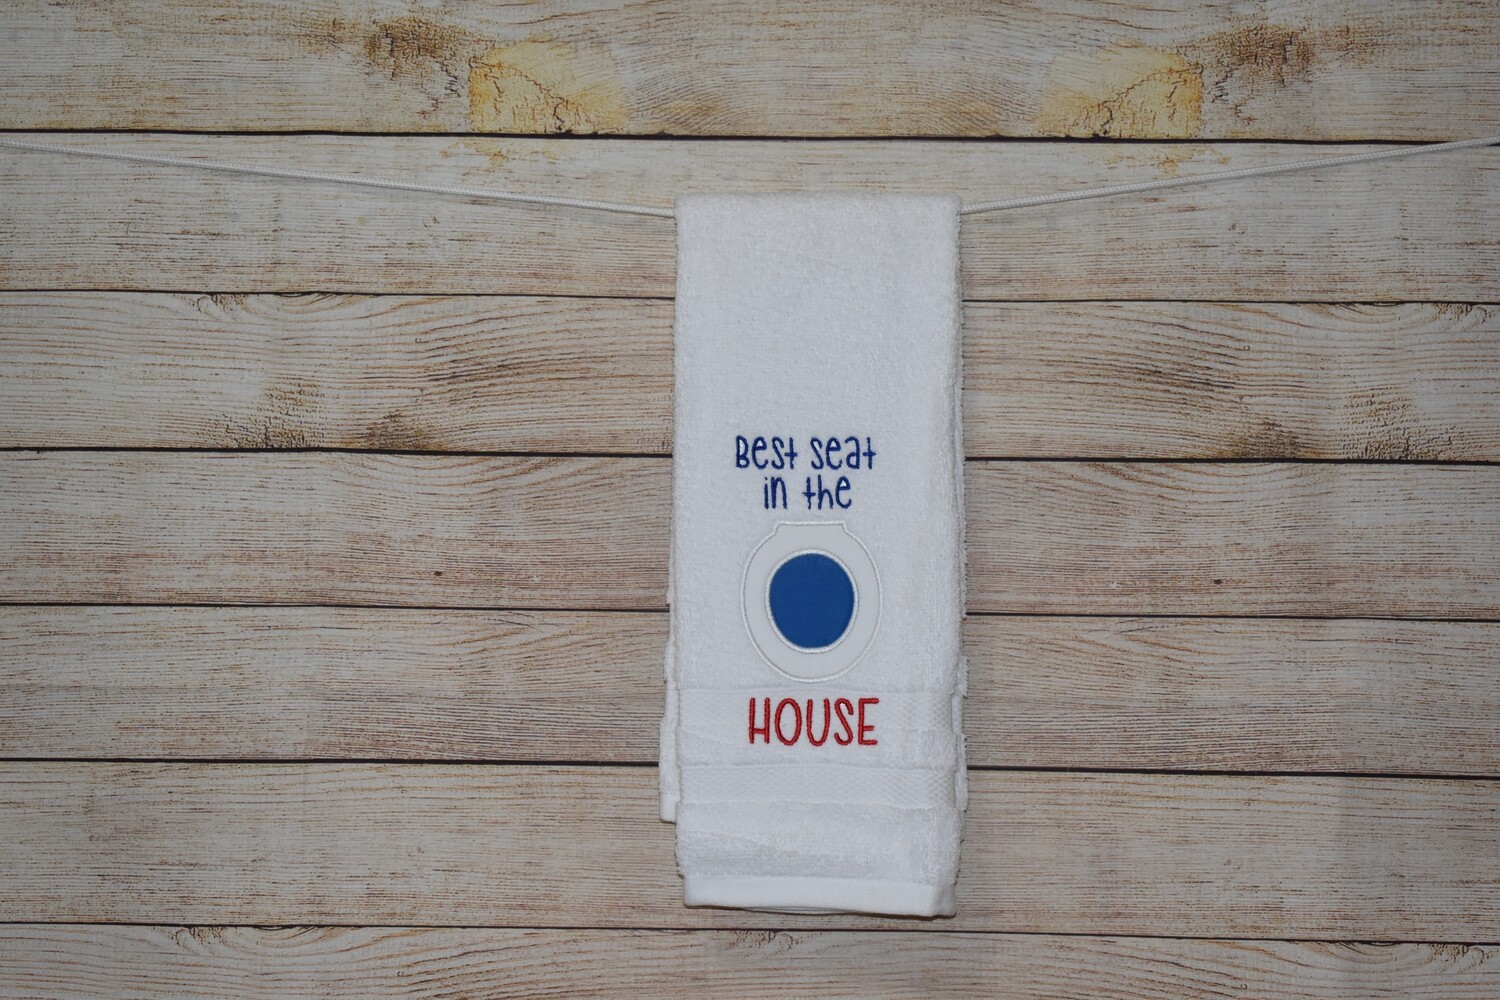 Best seat
in the
HOUSE